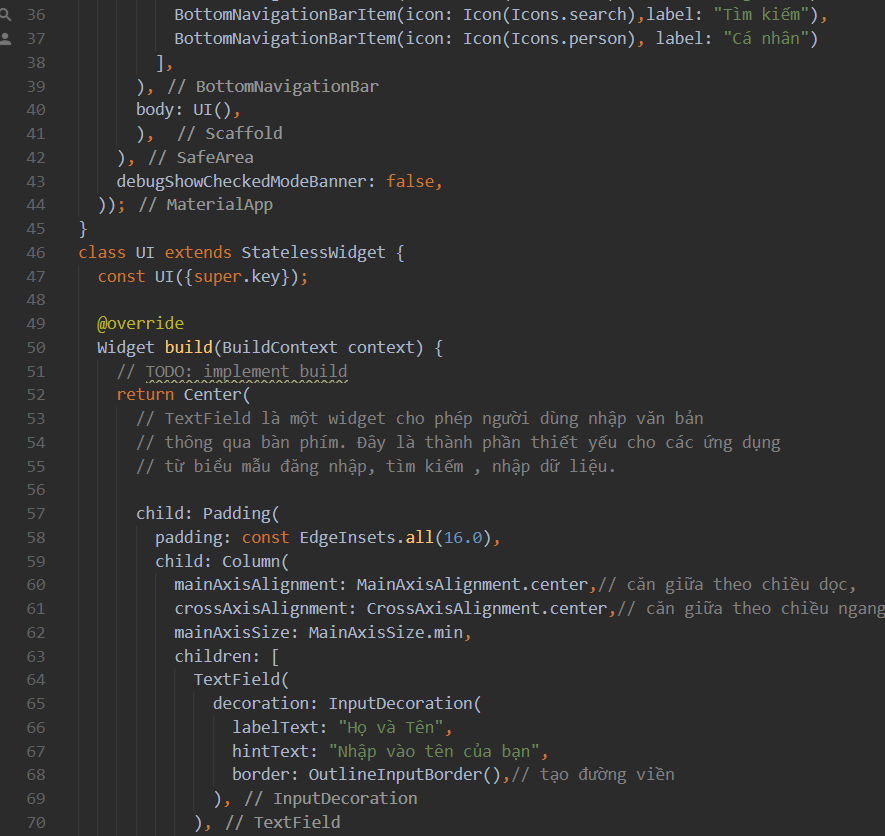 36 BottomNavigationBarItem(icon: Icon(Icons.search),label: "Tìm kiếm"),
37 BottomNavigationBarItem(icon: Icon(Icons.person), label: "Cá nhân")
38 ],
39 ), // BottomNavigationBar
40 body: UI(),
41 ), // Scaffold
42 ), // SafeArea
43 debugShowCheckedModeBanner: false,
44 )); // MaterialApp
45 }
46 class UI extends StatelessWidget {
47 const UI({super.key});
48
49 @override
50 Widget build(BuildContext context) {
51 // TODO: implement build
52 return Center(
53 // TextField là một widget cho phép người dùng nhập văn bản
54 // thông qua bàn phím. Đây là thành phần thiết yếu cho các ứng dụng
55 // từ biểu mẫu đăng nhập, tìm kiếm , nhập dữ liệu.
56
57 child: Padding(
58 padding: const EdgeInsets.all(16.0),
59 child: Column(
60 mainAxisAlignment: MainAxisAlignment.center,// căn giữa theo chiều dọc,
61 crossAxisAlignment: CrossAxisAlignment.center,// căn giữa theo chiều ngang
62 mainAxisSize: MainAxisSize.min,
63 children: [
64 TextField(
65 decoration: InputDecoration(
66 labelText: "Họ và Tên",
67 hintText: "Nhập vào tên của bạn",
68 border: OutlineInputBorder(),// tạo đường viền
69 ), // InputDecoration
70 ), // TextField